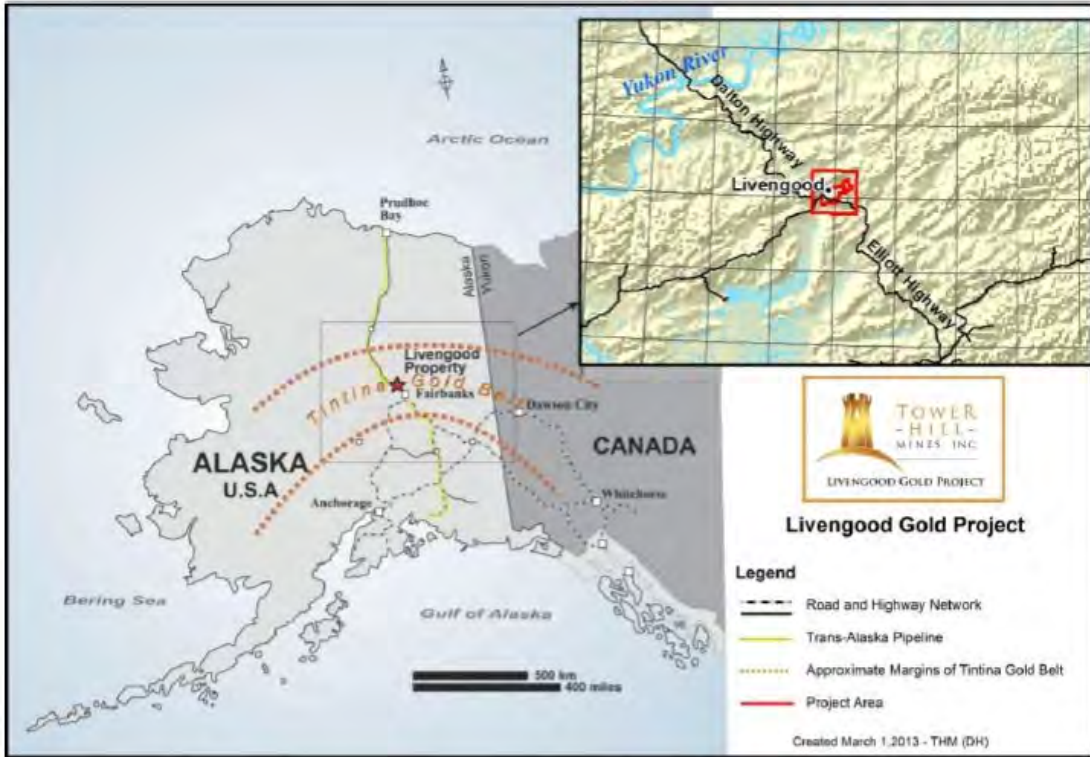 Arctic Ocean
Prudhoe
Bay
Alaska
Yukon
Livengood
Property
Tintina Gold Belt
Fairbanks
Dawson City
ALASKA
U.S.A
CANADA
Anchorage
Whitehorse
Bering Sea
Gulf of Alaska
500 km
400 miles
Yukon River
Dalton Highway
Livengood
Elliott Highway
TOWER
-HILL-
MINES INC
LIVENGOOD GOLD PROJECT
Livengood Gold Project
Legend
Road and Highway Network
Trans-Alaska Pipeline
Approximate Margins of Tintina Gold Belt
Project Area
Created March 1,2013 - THM (DH)